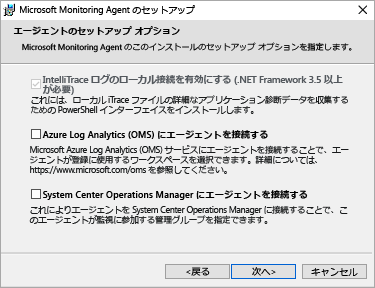 Microsoft Monitoring Agent のセットアップ
エージェントのセットアップ オプション
Microsoft Monitoring Agent のこのインストールのセットアップ オプションを指定します。
IntelliTrace ログのローカル接続を有効にする (.NET Framework 3.5 以上
が必要)
これには、ローカル iTrace ファイルの詳細なアプリケーション診断データを収集する
ための PowerShell インターフェイスをインストールします。
Azure Log Analytics (OMS) にエージェントを接続する
Microsoft Azure Log Analytics (OMS) サービスにエージェントを接続することで、エー
ジェントが登録に使用するワークスペースを選択できます。詳細については、
https://www.microsoft.com/oms を参照してください。
System Center Operations Manager にエージェントを接続する
これによりエージェントを System Center Operations Manager に接続することで、こ
のエージェントが監視に参加する管理グループを指定できます。
<戻る 次へ> キャンセル